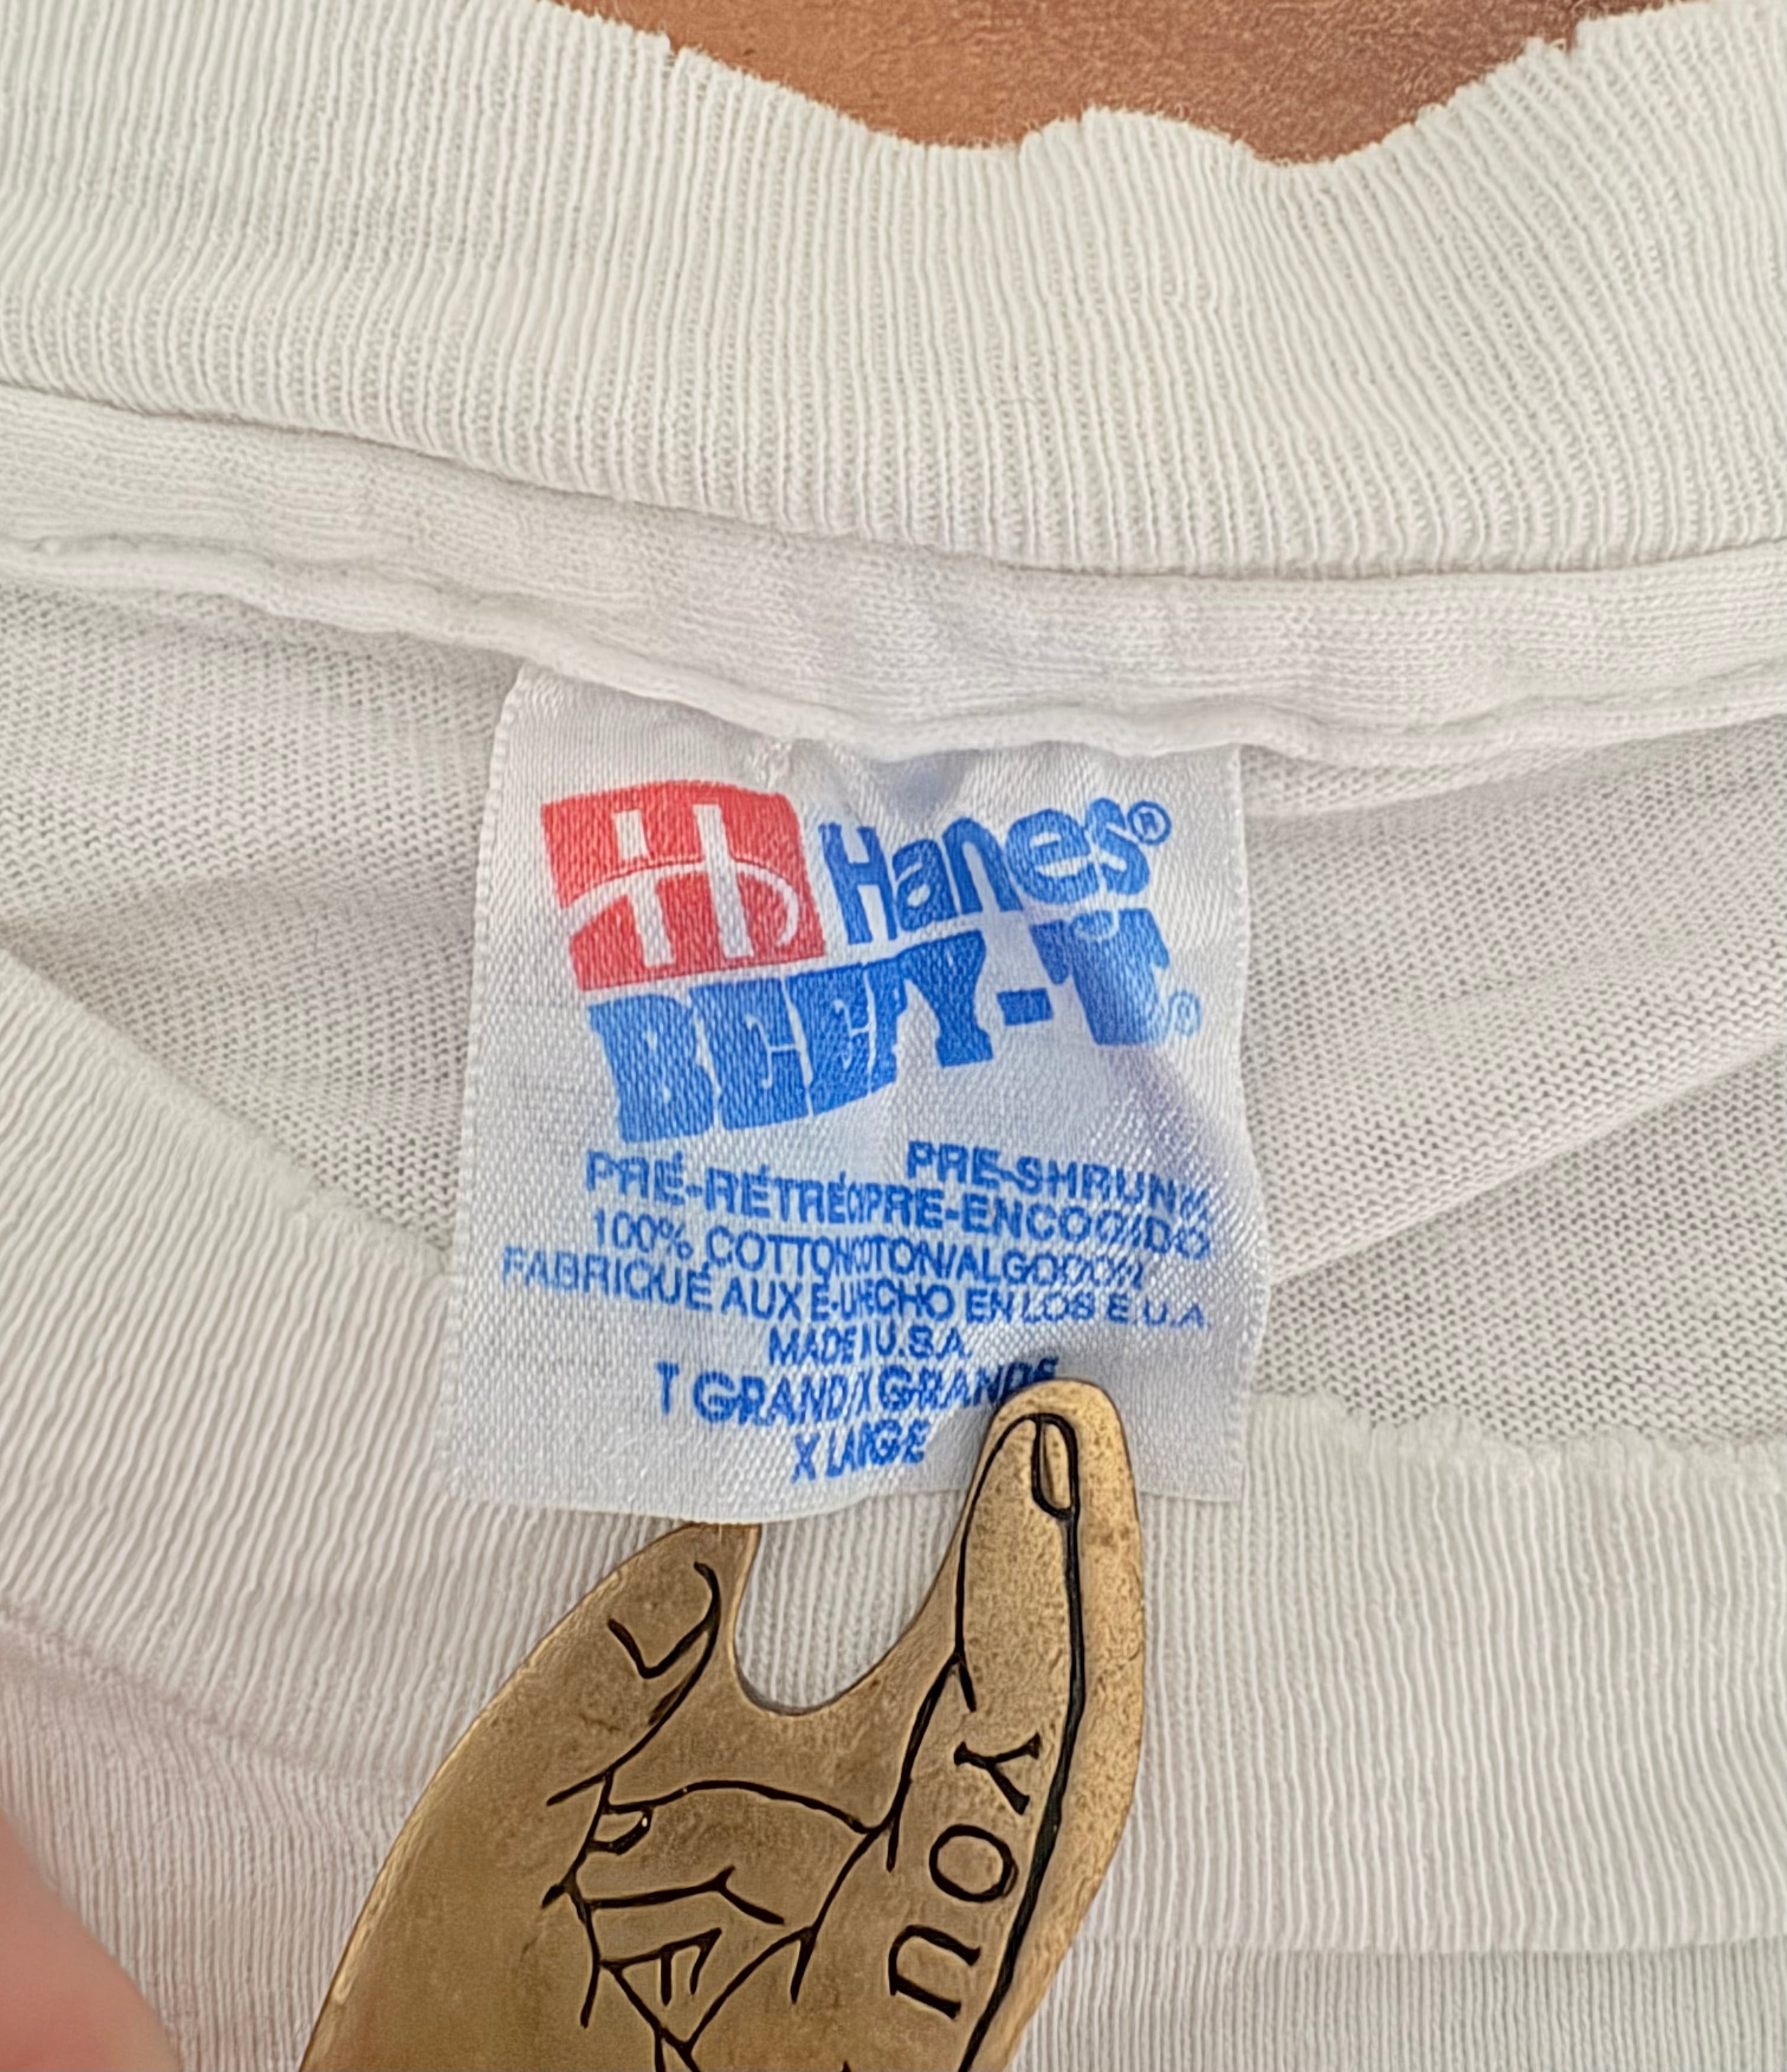 Hanes®
BEEFY-T®
PRE-SHRUNK
PRÉ-RÉTRÉCI/PRE-ENCOGIDO
100% COTTON/COTON/ALGODON
FABRIQUÉ AUX É-U/HECHO EN LOS E.U.A.
MADE IN U.S.A.
T GRAND/X GRANDE
X LARGE
YOU